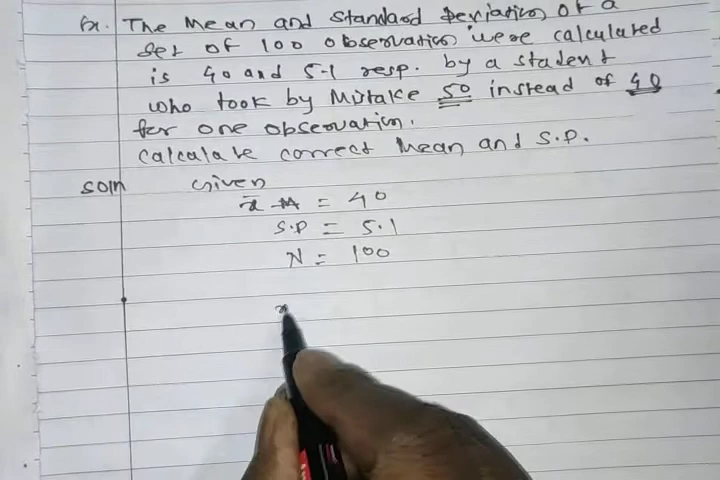 Ex. The Mean and Standard Deviation of a
Set of 100 observation were calculated
is 40 and 5.1 resp. by a student
who took by Mistake 50 instead of 40
for one observation.
Calculate correct Mean and S.D.
Soln Given
x̄ = 40
S.D = 5.1
N = 100
x